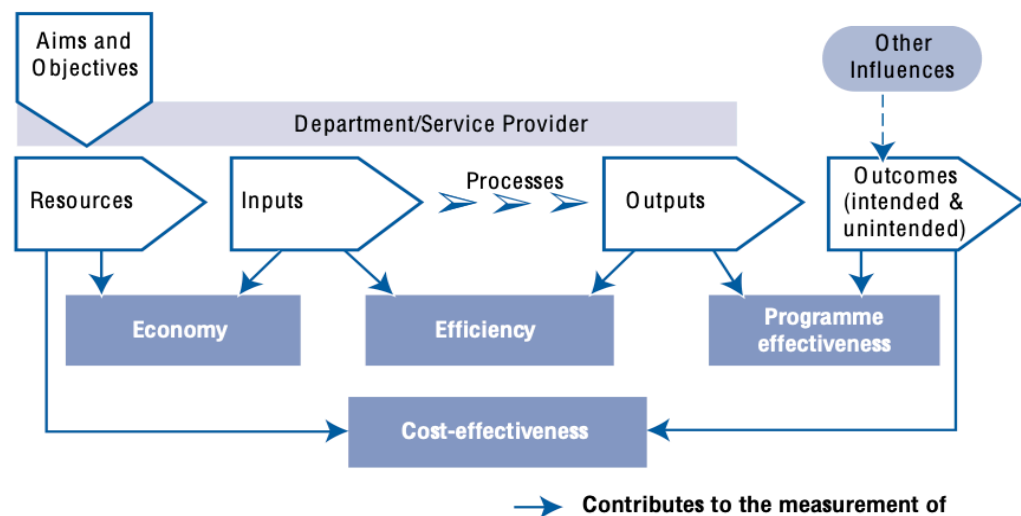 Aims and
Objectives
Other
Influences
Department/Service Provider
Resources
Inputs
Processes
Outputs
Outcomes
(intended &
unintended)
Economy
Efficiency
Programme
effectiveness
Cost-effectiveness
Contributes to the measurement of